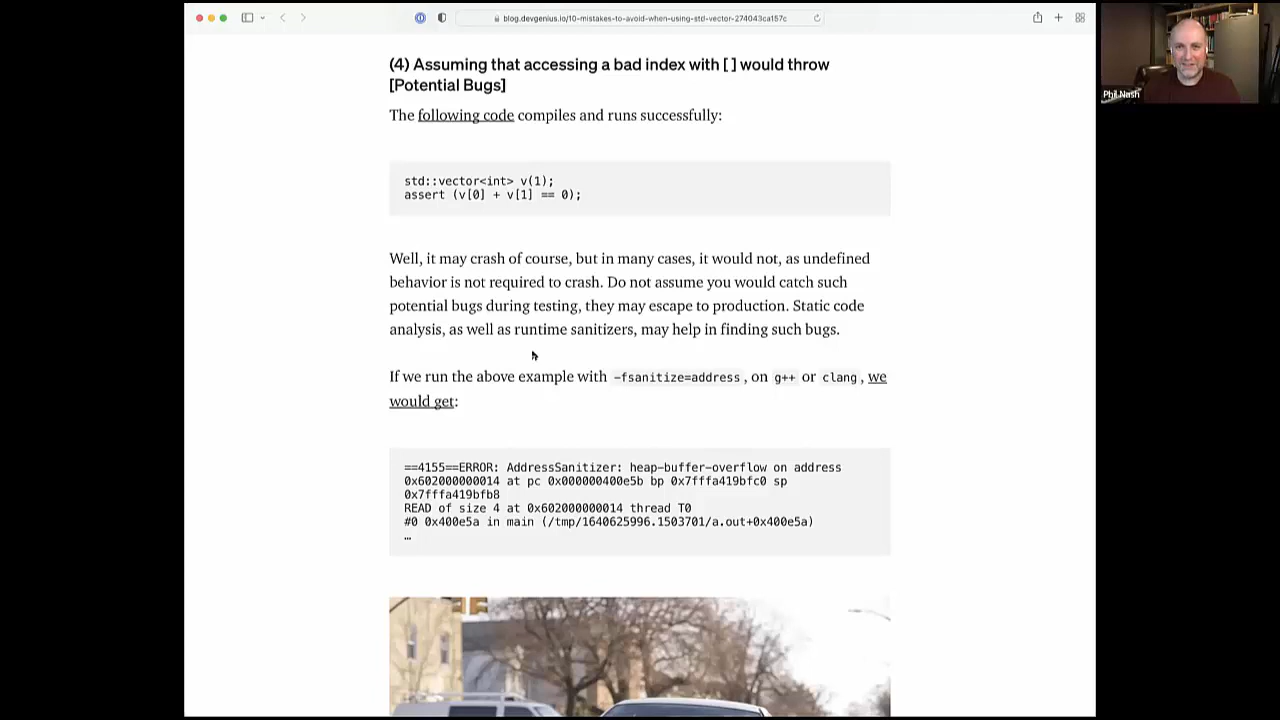 blog.devgenius.io/10-mistakes-to-avoid-when-using-std-vector-274043ca157c
Phil Nash
(4) Assuming that accessing a bad index with [ ] would throw
[Potential Bugs]
The following code compiles and runs successfully:
std::vector<int> v(1);
assert (v[0] + v[1] == 0);
Well, it may crash of course, but in many cases, it would not, as undefined
behavior is not required to crash. Do not assume you would catch such
potential bugs during testing, they may escape to production. Static code
analysis, as well as runtime sanitizers, may help in finding such bugs.
If we run the above example with -fsanitize=address, on g++ or clang, we
would get:
==4155==ERROR: AddressSanitizer: heap-buffer-overflow on address
0x602000000014 at pc 0x000000400e5b bp 0x7fffa419bfc0 sp
0x7fffa419bfb8
READ of size 4 at 0x602000000014 thread T0
#0 0x400e5a in main (/tmp/1640625996.1503701/a.out+0x400e5a)
…